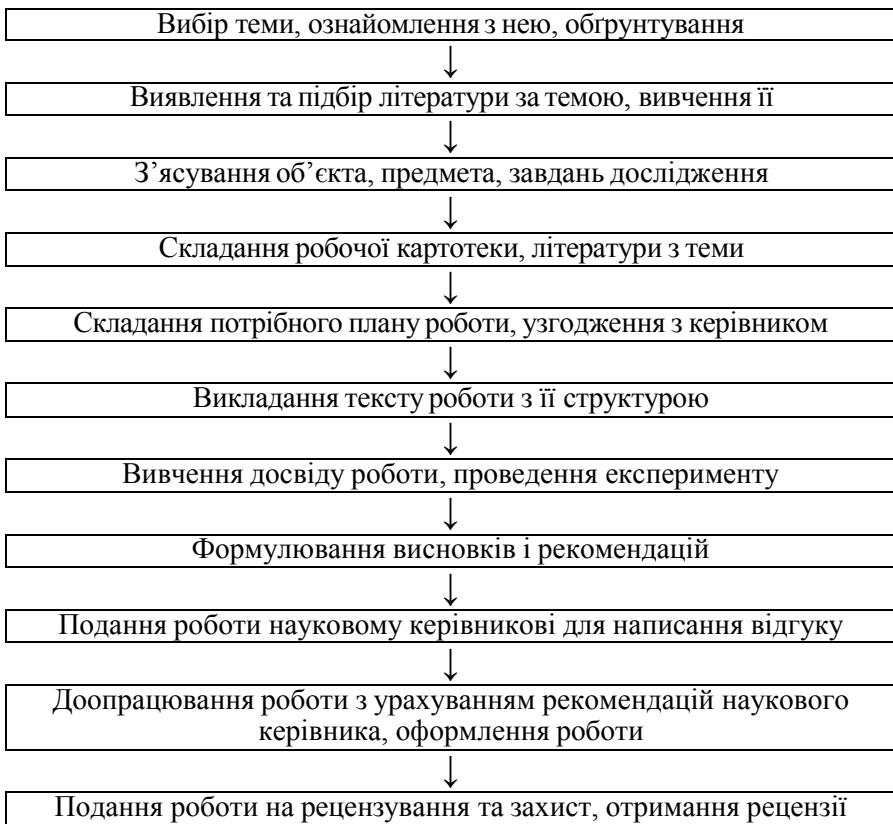 Вибір теми, ознайомлення з нею, обґрунтування
↓
Виявлення та підбір літератури за темою, вивчення її
↓
З’ясування об’єкта, предмета, завдань дослідження
↓
Складання робочої картотеки, літератури з теми
↓
Складання потрібного плану роботи, узгодження з керівником
↓
Викладання тексту роботи з її структурою
↓
Вивчення досвіду роботи, проведення експерименту
↓
Формулювання висновків і рекомендацій
↓
Подання роботи науковому керівникові для написання відгуку
↓
Доопрацювання роботи з урахуванням рекомендацій наукового
керівника, оформлення роботи
↓
Подання роботи на рецензування та захист, отримання рецензії